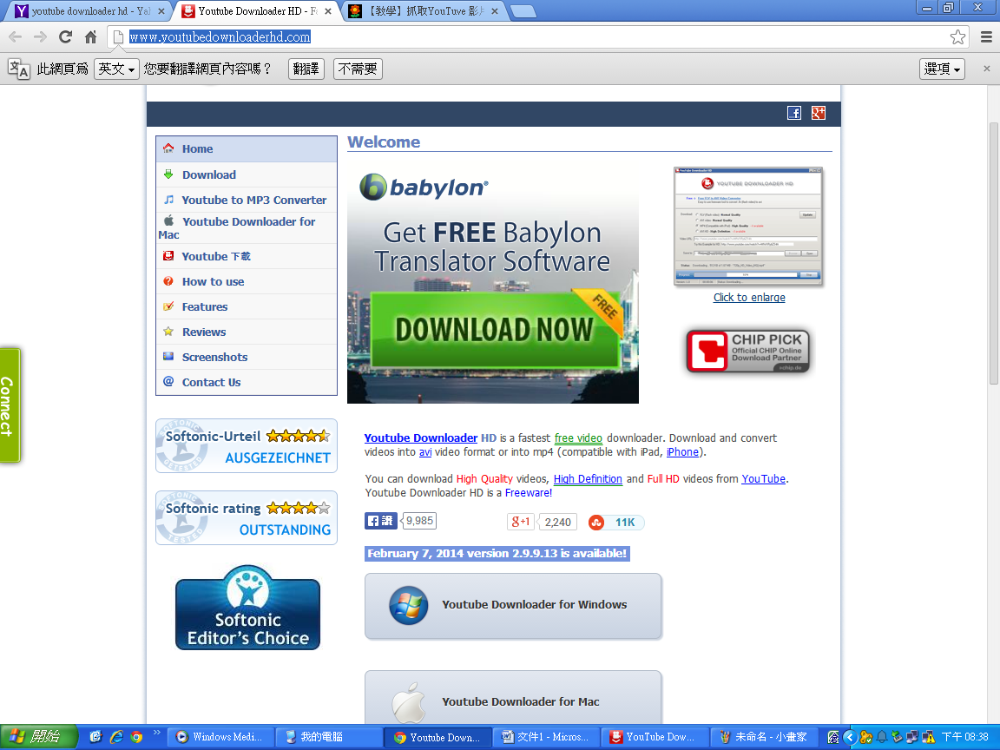 youtube downloader hd - Ya
Youtube Downloader HD - F
【教學】抓取YouTuve 影片
www.youtubedownloaderhd.com
此網頁為 英文 您要翻譯網頁內容嗎？ 翻譯 不需要 選項
Home
Download
Youtube to MP3 Converter
Youtube Downloader for
Mac
Youtube 下載
How to use
Features
Reviews
Screenshots
Contact Us
Connect
Softonic-Urteil
AUSGEZEICHNET
Softonic rating
OUTSTANDING
Softonic
Editor's Choice
Welcome
babylon®
Get FREE Babylon
Translator Software
FREE
DOWNLOAD NOW
YOUTUBE DOWNLOADER HD
Click to enlarge
CHIP PICK
Official CHIP Online
Download Partner
Youtube Downloader HD is a fastest free video downloader. Download and convert
videos into avi video format or into mp4 (compatible with iPad, iPhone).
You can download High Quality videos, High Definition and Full HD videos from YouTube.
Youtube Downloader HD is a Freeware!
讚 9,985 g+1 2,240 11K
February 7, 2014 version 2.9.9.13 is available!
Youtube Downloader for Windows
Youtube Downloader for Mac
開始 Windows Medi... 我的電腦 Youtube Down... 文件1 - Micros... YouTube Dow... 未命名 - 小畫家 下午 08:38